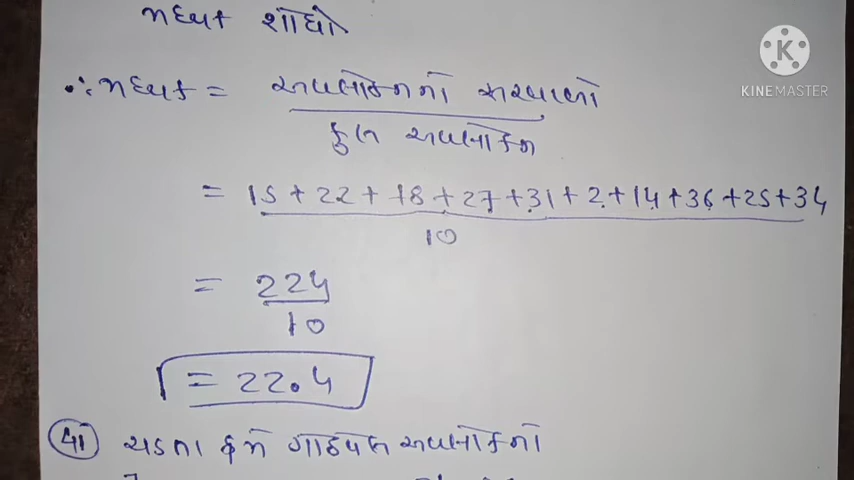 મધ્યક શોધો
KINEMASTER
∴ મધ્યક = અવલોકનનો સરવાળો
કુલ અવલોકન
= 15 + 22 + 18 + 27 + 31 + 2 + 14 + 36 + 25 + 34
10
= 224
10
= 22.4
ચડતા ક્રમે ગોઠવેલ અવલોકનો